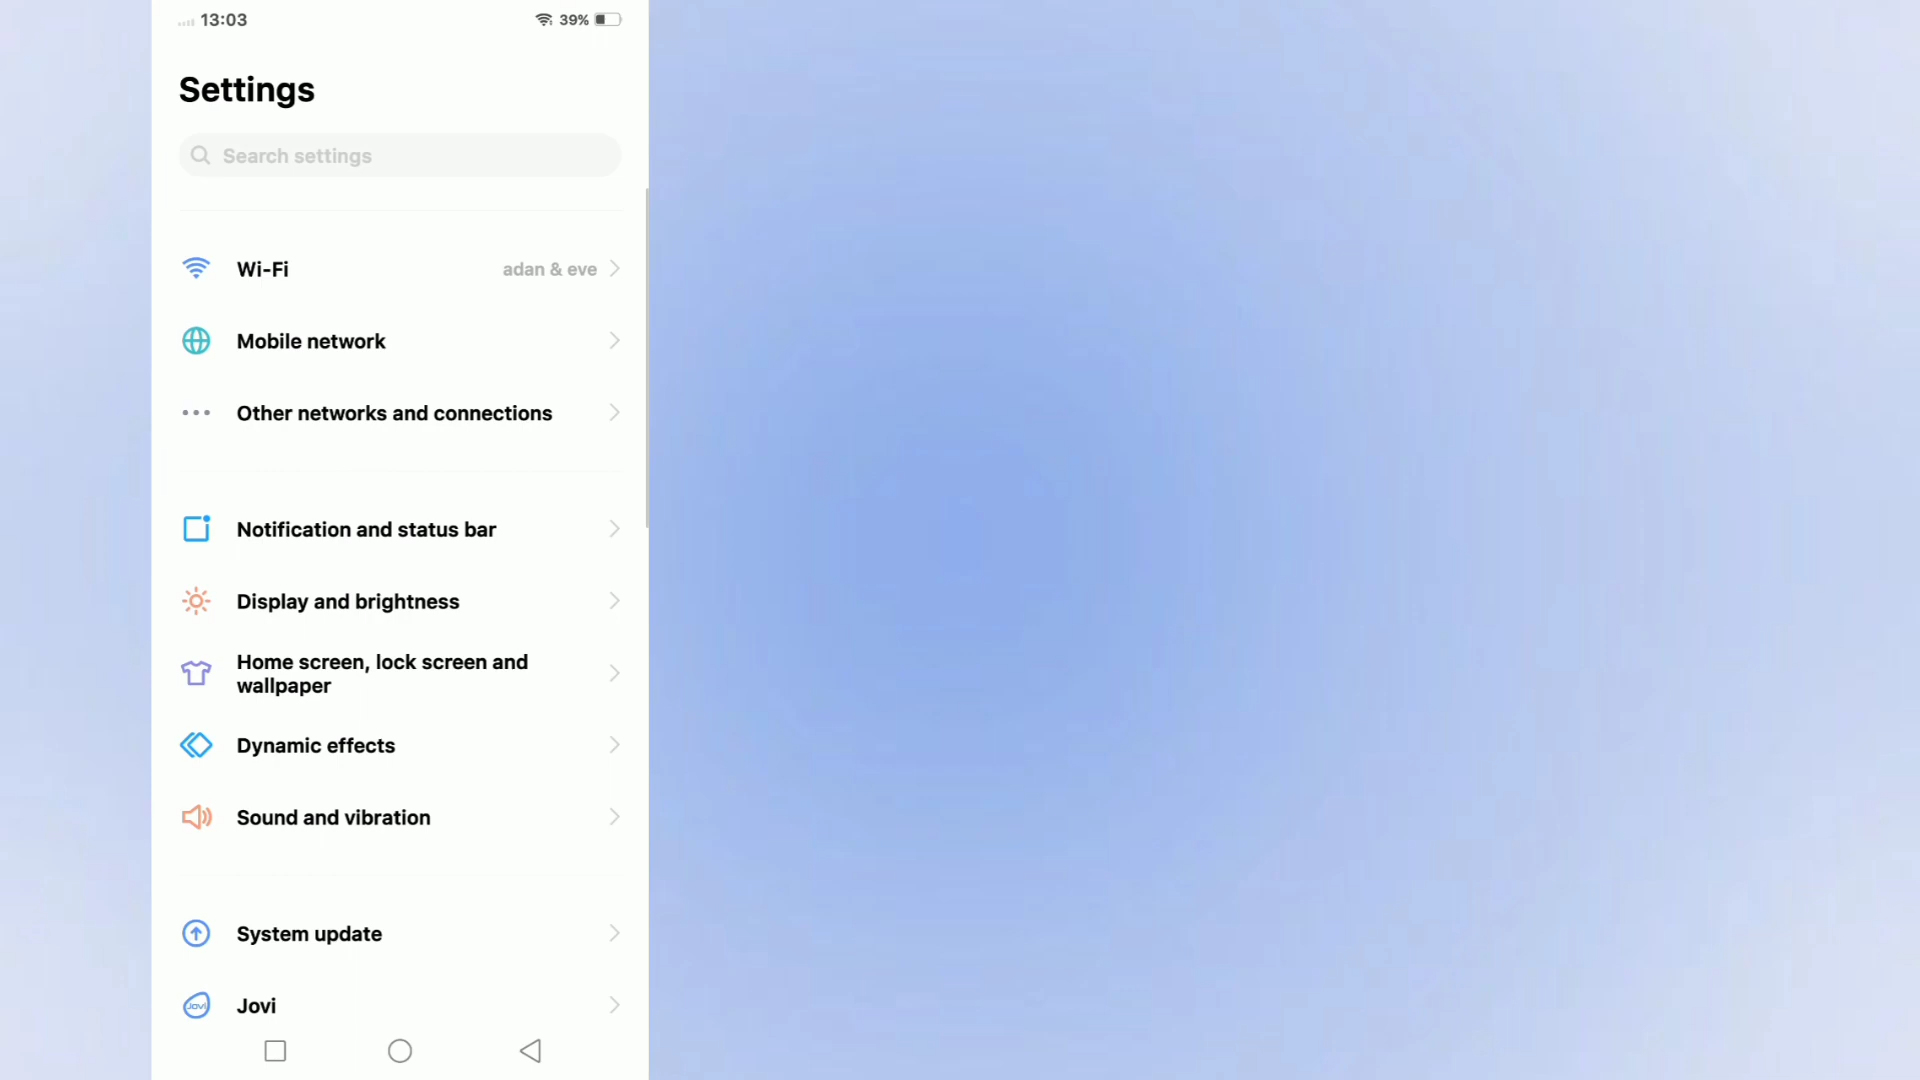 13:03
39%
Settings
Search settings
Wi-Fi
adan & eve
Mobile network
Other networks and connections
Notification and status bar
Display and brightness
Home screen, lock screen and
wallpaper
Dynamic effects
Sound and vibration
System update
Jovi
Jovi